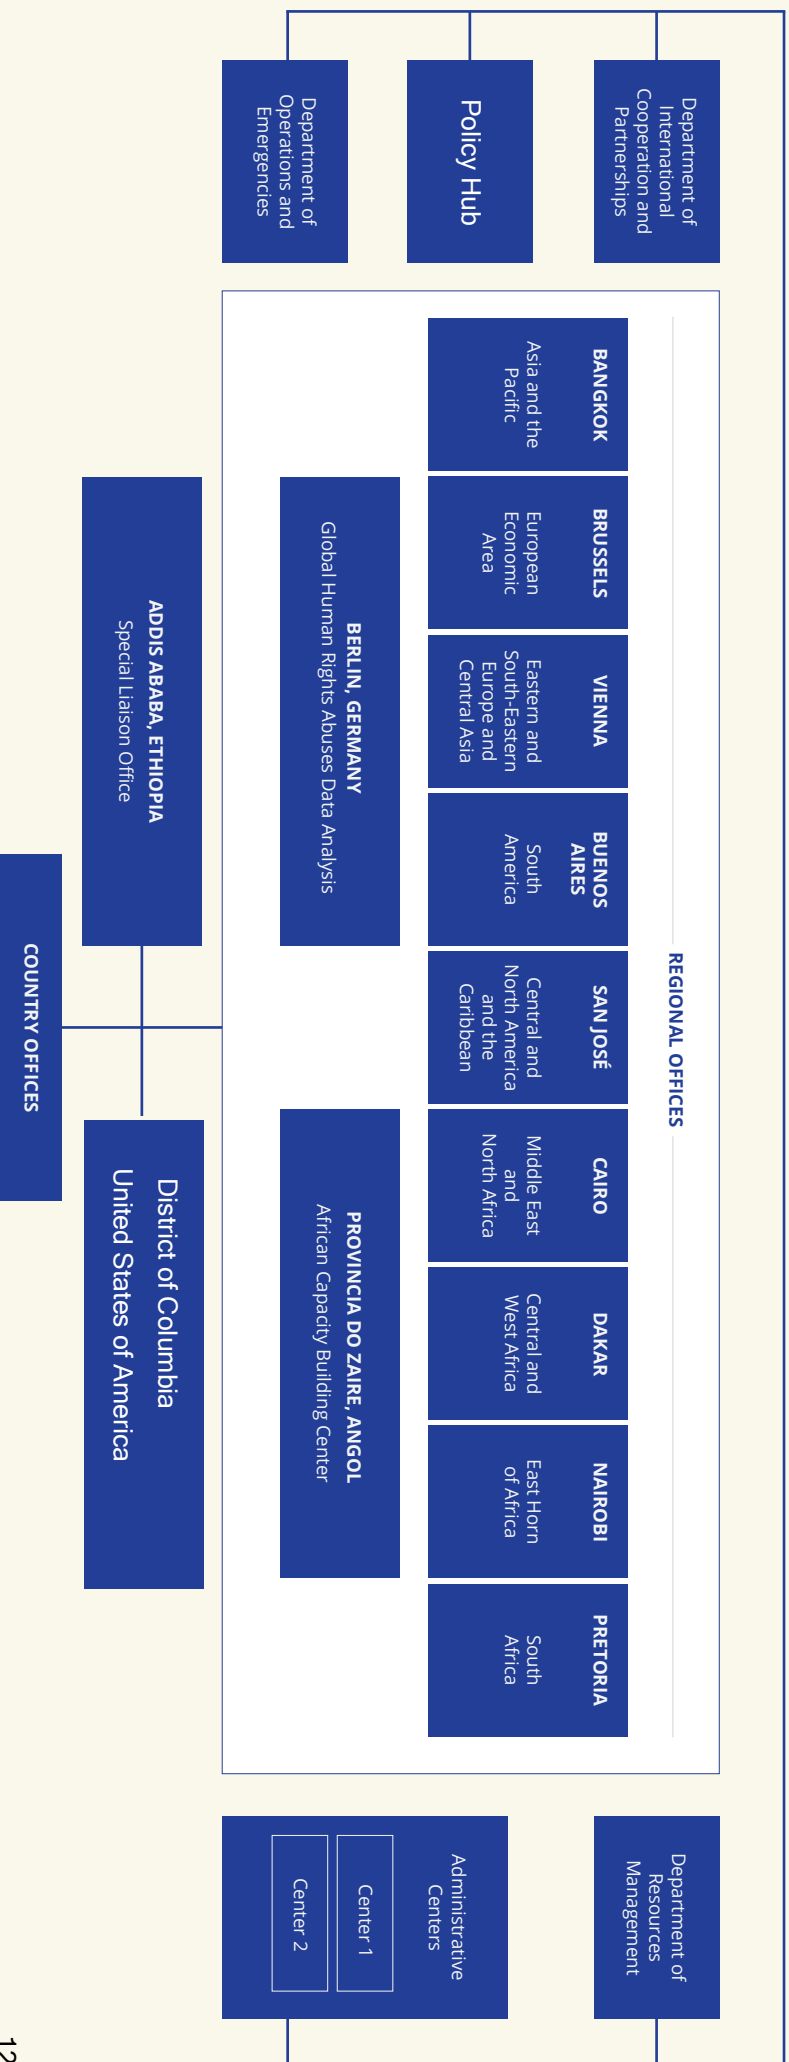 Department of
International
Cooperation and
Partnerships
Policy Hub
Department of
Operations and
Emergencies
REGIONAL OFFICES
BANGKOK
Asia and the
Pacific
BRUSSELS
European
Economic
Area
VIENNA
Eastern and
South-Eastern
Europe and
Central Asia
BUENOS
AIRES
South
America
SAN JOSÉ
Central and
North America
and the
Caribbean
CAIRO
Middle East
and
North Africa
DAKAR
Central and
West Africa
NAIROBI
East Horn
of Africa
PRETORIA
South
Africa
BERLIN, GERMANY
Global Human Rights Abuses Data Analysis
PROVINCIA DO ZAIRE, ANGOL
African Capacity Building Center
ADDIS ABABA, ETHIOPIA
Special Liaison Office
District of Columbia
United States of America
COUNTRY OFFICES
Department of
Resources
Management
Administrative
Centers
Center 1
Center 2
12